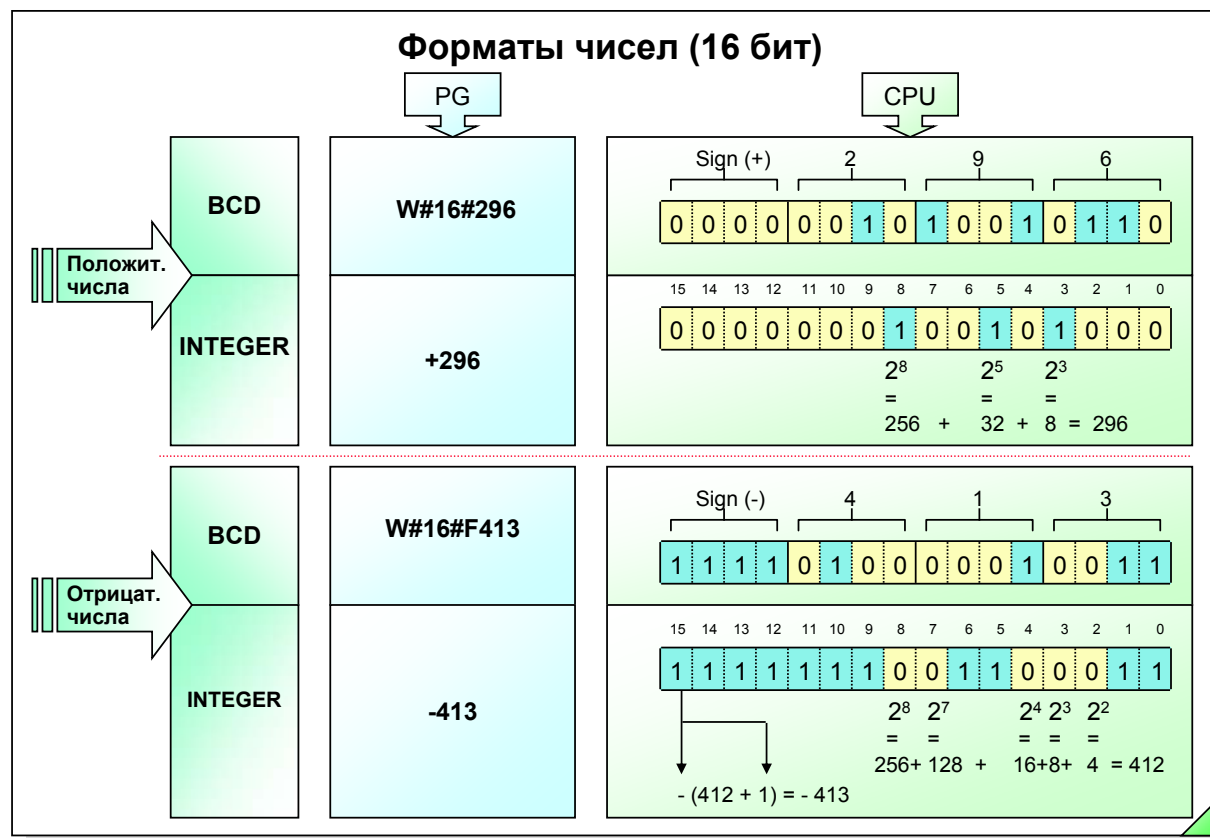 Форматы чисел (16 бит)
PG
CPU
Положит.
числа
BCD
W#16#296
Sign (+) 2 9 6
0 0 0 0 0 0 1 0 1 0 0 1 0 1 1 0
INTEGER
+296
15 14 13 12 11 10 9 8 7 6 5 4 3 2 1 0
0 0 0 0 0 0 0 1 0 0 1 0 1 0 0 0
2⁸ 2⁵ 2³
= = =
256 + 32 + 8 = 296
Отрицат.
числа
BCD
W#16#F413
Sign (-) 4 1 3
1 1 1 1 0 1 0 0 0 0 0 1 0 0 1 1
INTEGER
-413
15 14 13 12 11 10 9 8 7 6 5 4 3 2 1 0
1 1 1 1 1 1 1 0 0 1 1 0 0 0 1 1
2⁸ 2⁷ 2⁴ 2³ 2²
= = = = =
256+ 128 + 16+8+ 4 = 412
- (412 + 1) = - 413